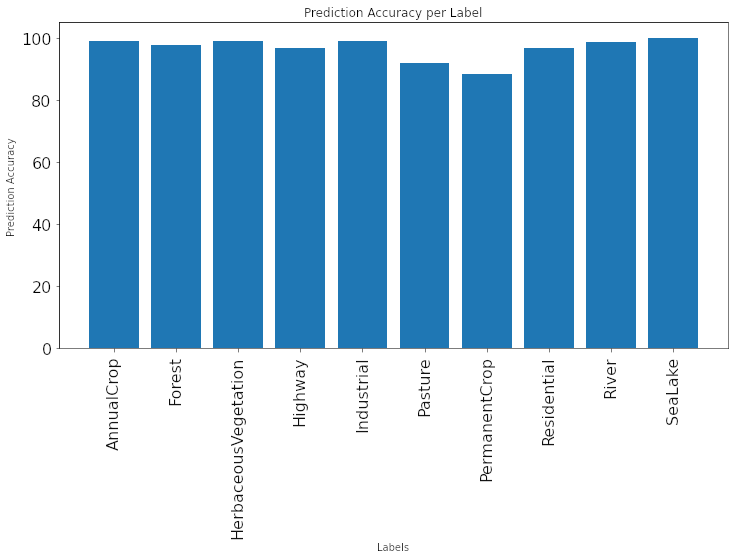 Prediction Accuracy per Label
Prediction Accuracy
100
80
60
40
20
0
AnnualCrop
Forest
HerbaceousVegetation
Highway
Industrial
Pasture
PermanentCrop
Residential
River
SeaLake
Labels